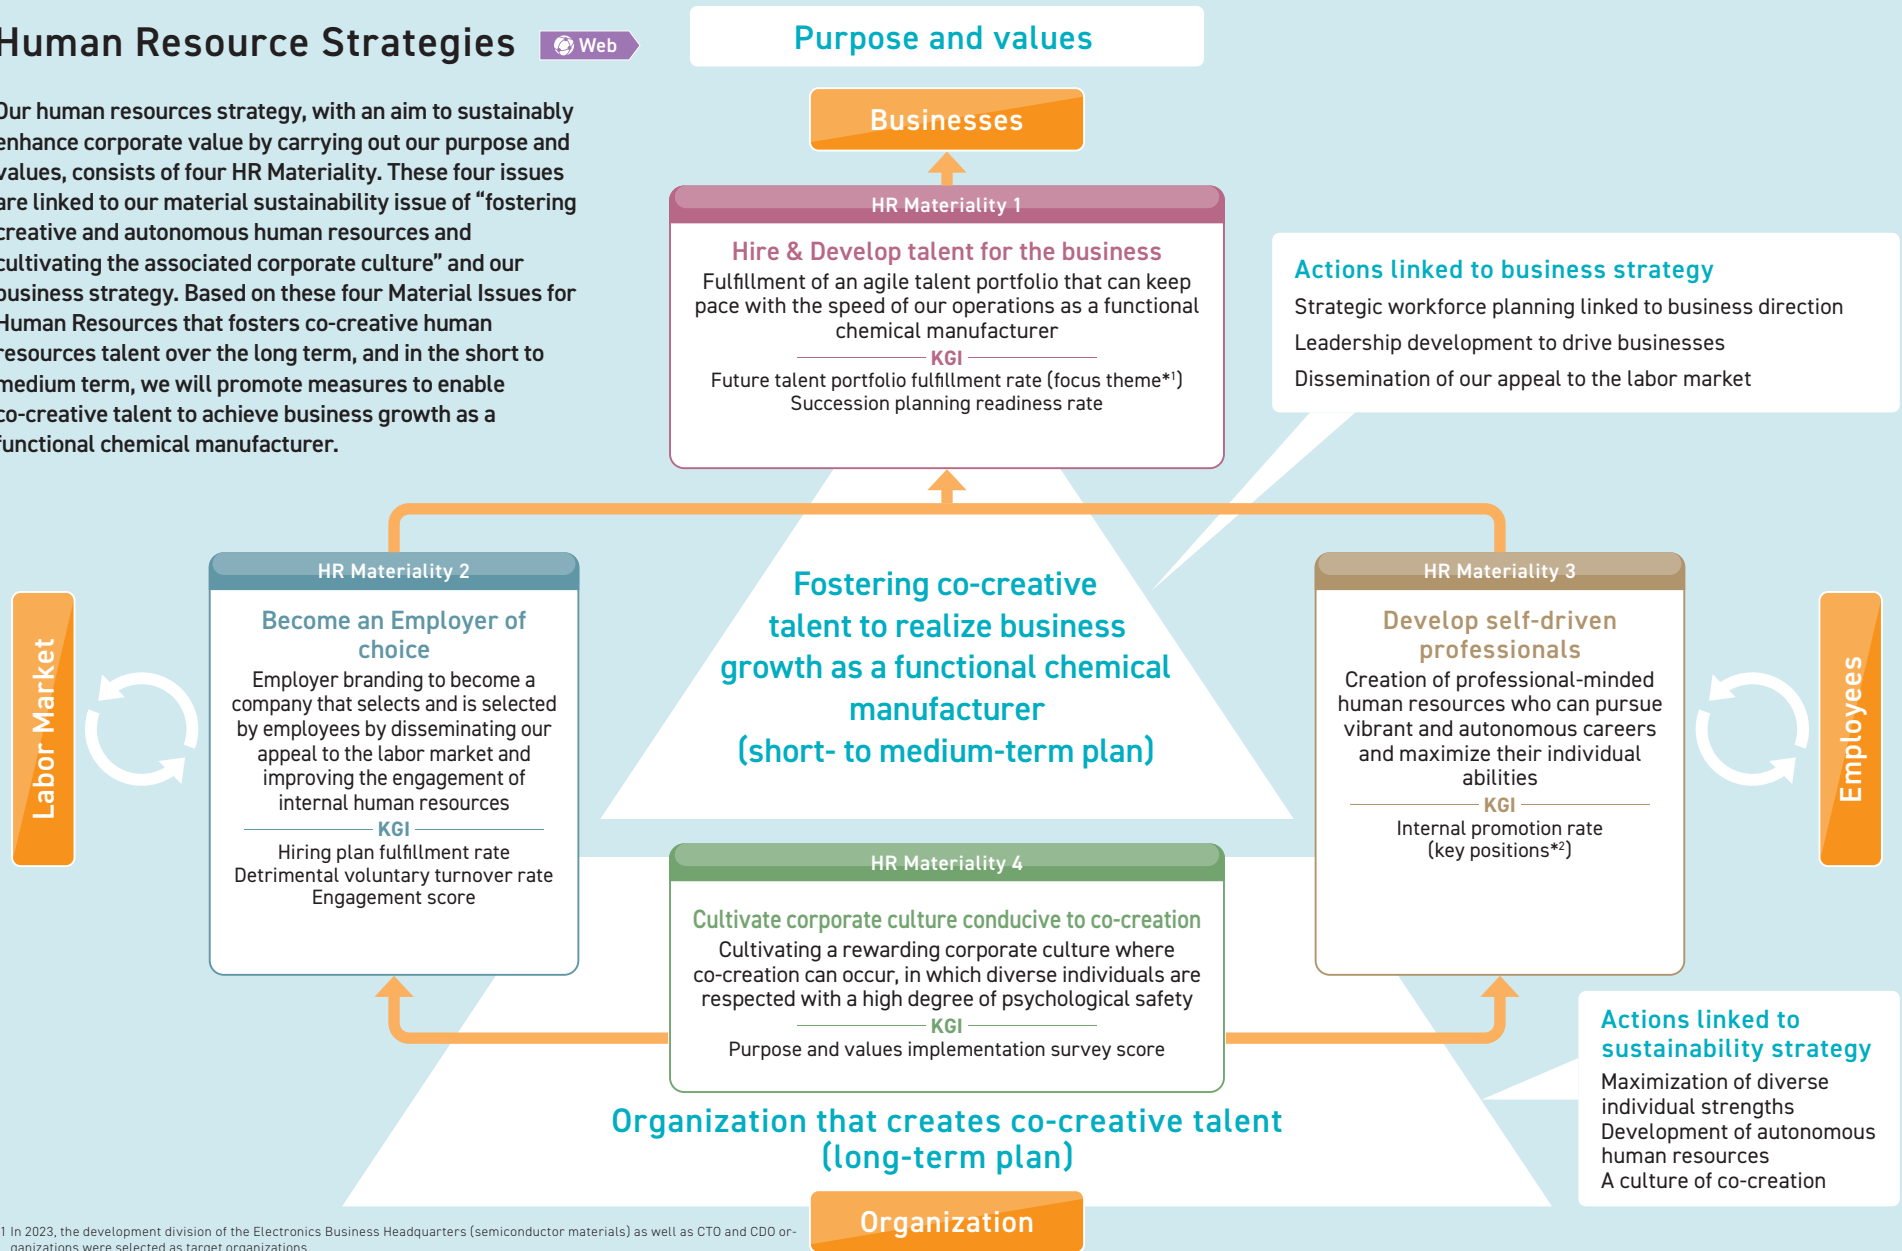 Human Resource Strategies
Web
Our human resources strategy, with an aim to sustainably
enhance corporate value by carrying out our purpose and
values, consists of four HR Materiality. These four issues
are linked to our material sustainability issue of “fostering
creative and autonomous human resources and
cultivating the associated corporate culture” and our
business strategy. Based on these four Material Issues for
Human Resources that fosters co-creative human
resources talent over the long term, and in the short to
medium term, we will promote measures to enable
co-creative talent to achieve business growth as a
functional chemical manufacturer.
Purpose and values
Businesses
HR Materiality 1
Hire & Develop talent for the business
Fulfillment of an agile talent portfolio that can keep
pace with the speed of our operations as a functional
chemical manufacturer
KGI
Future talent portfolio fulfillment rate (focus theme*1)
Succession planning readiness rate
Actions linked to business strategy
Strategic workforce planning linked to business direction
Leadership development to drive businesses
Dissemination of our appeal to the labor market
Labor Market
HR Materiality 2
Become an Employer of
choice
Employer branding to become a
company that selects and is selected
by employees by disseminating our
appeal to the labor market and
improving the engagement of
internal human resources
KGI
Hiring plan fulfillment rate
Detrimental voluntary turnover rate
Engagement score
Fostering co-creative
talent to realize business
growth as a functional chemical
manufacturer
(short- to medium-term plan)
HR Materiality 3
Develop self-driven
professionals
Creation of professional-minded
human resources who can pursue
vibrant and autonomous careers
and maximize their individual
abilities
KGI
Internal promotion rate
(key positions*2)
Employees
HR Materiality 4
Cultivate corporate culture conducive to co-creation
Cultivating a rewarding corporate culture where
co-creation can occur, in which diverse individuals are
respected with a high degree of psychological safety
KGI
Purpose and values implementation survey score
Organization that creates co-creative talent
(long-term plan)
Organization
Actions linked to
sustainability strategy
Maximization of diverse
individual strengths
Development of autonomous
human resources
A culture of co-creation
1 In 2023, the development division of the Electronics Business Headquarters (semiconductor materials) as well as CTO and CDO or-
ganizations were selected as target organizations.